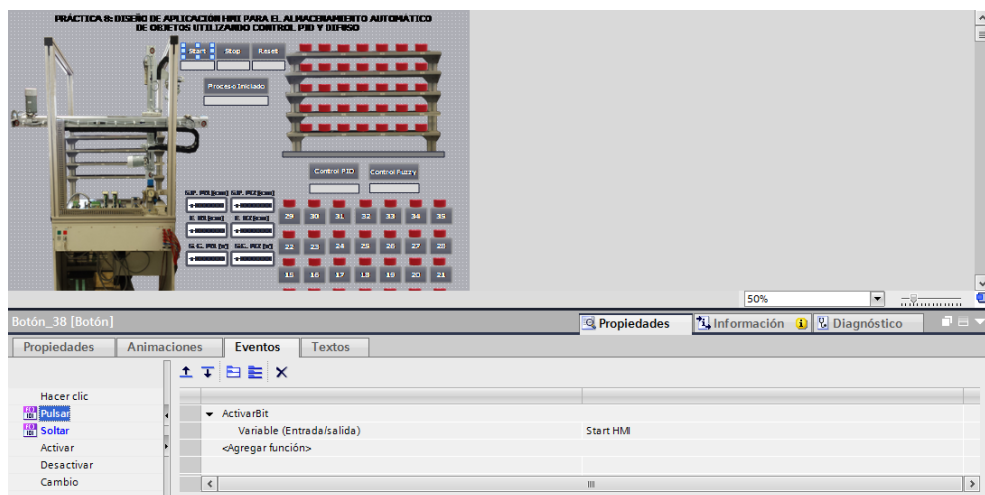 PRÁCTICA 8: DISEÑO DE APLICACIÓN HMI PARA EL ALMACENAMIENTO AUTOMÁTICO
DE OBJETOS UTILIZANDO CONTROL PID Y DIFUSO
Start Stop Reset
Proceso Iniciado
Control PID Control Fuzzy
29 30 31 32 33 34 35
22 23 24 25 26 27 28
15 16 17 18 19 20 21
50%
Botón_38 [Botón]
Propiedades Información Diagnóstico
Propiedades Animaciones Eventos Textos
Hacer clic
Pulsar
ActivarBit
Soltar
Variable (Entrada/salida) Start HMI
Activar
<Agregar función>
Desactivar
Cambio